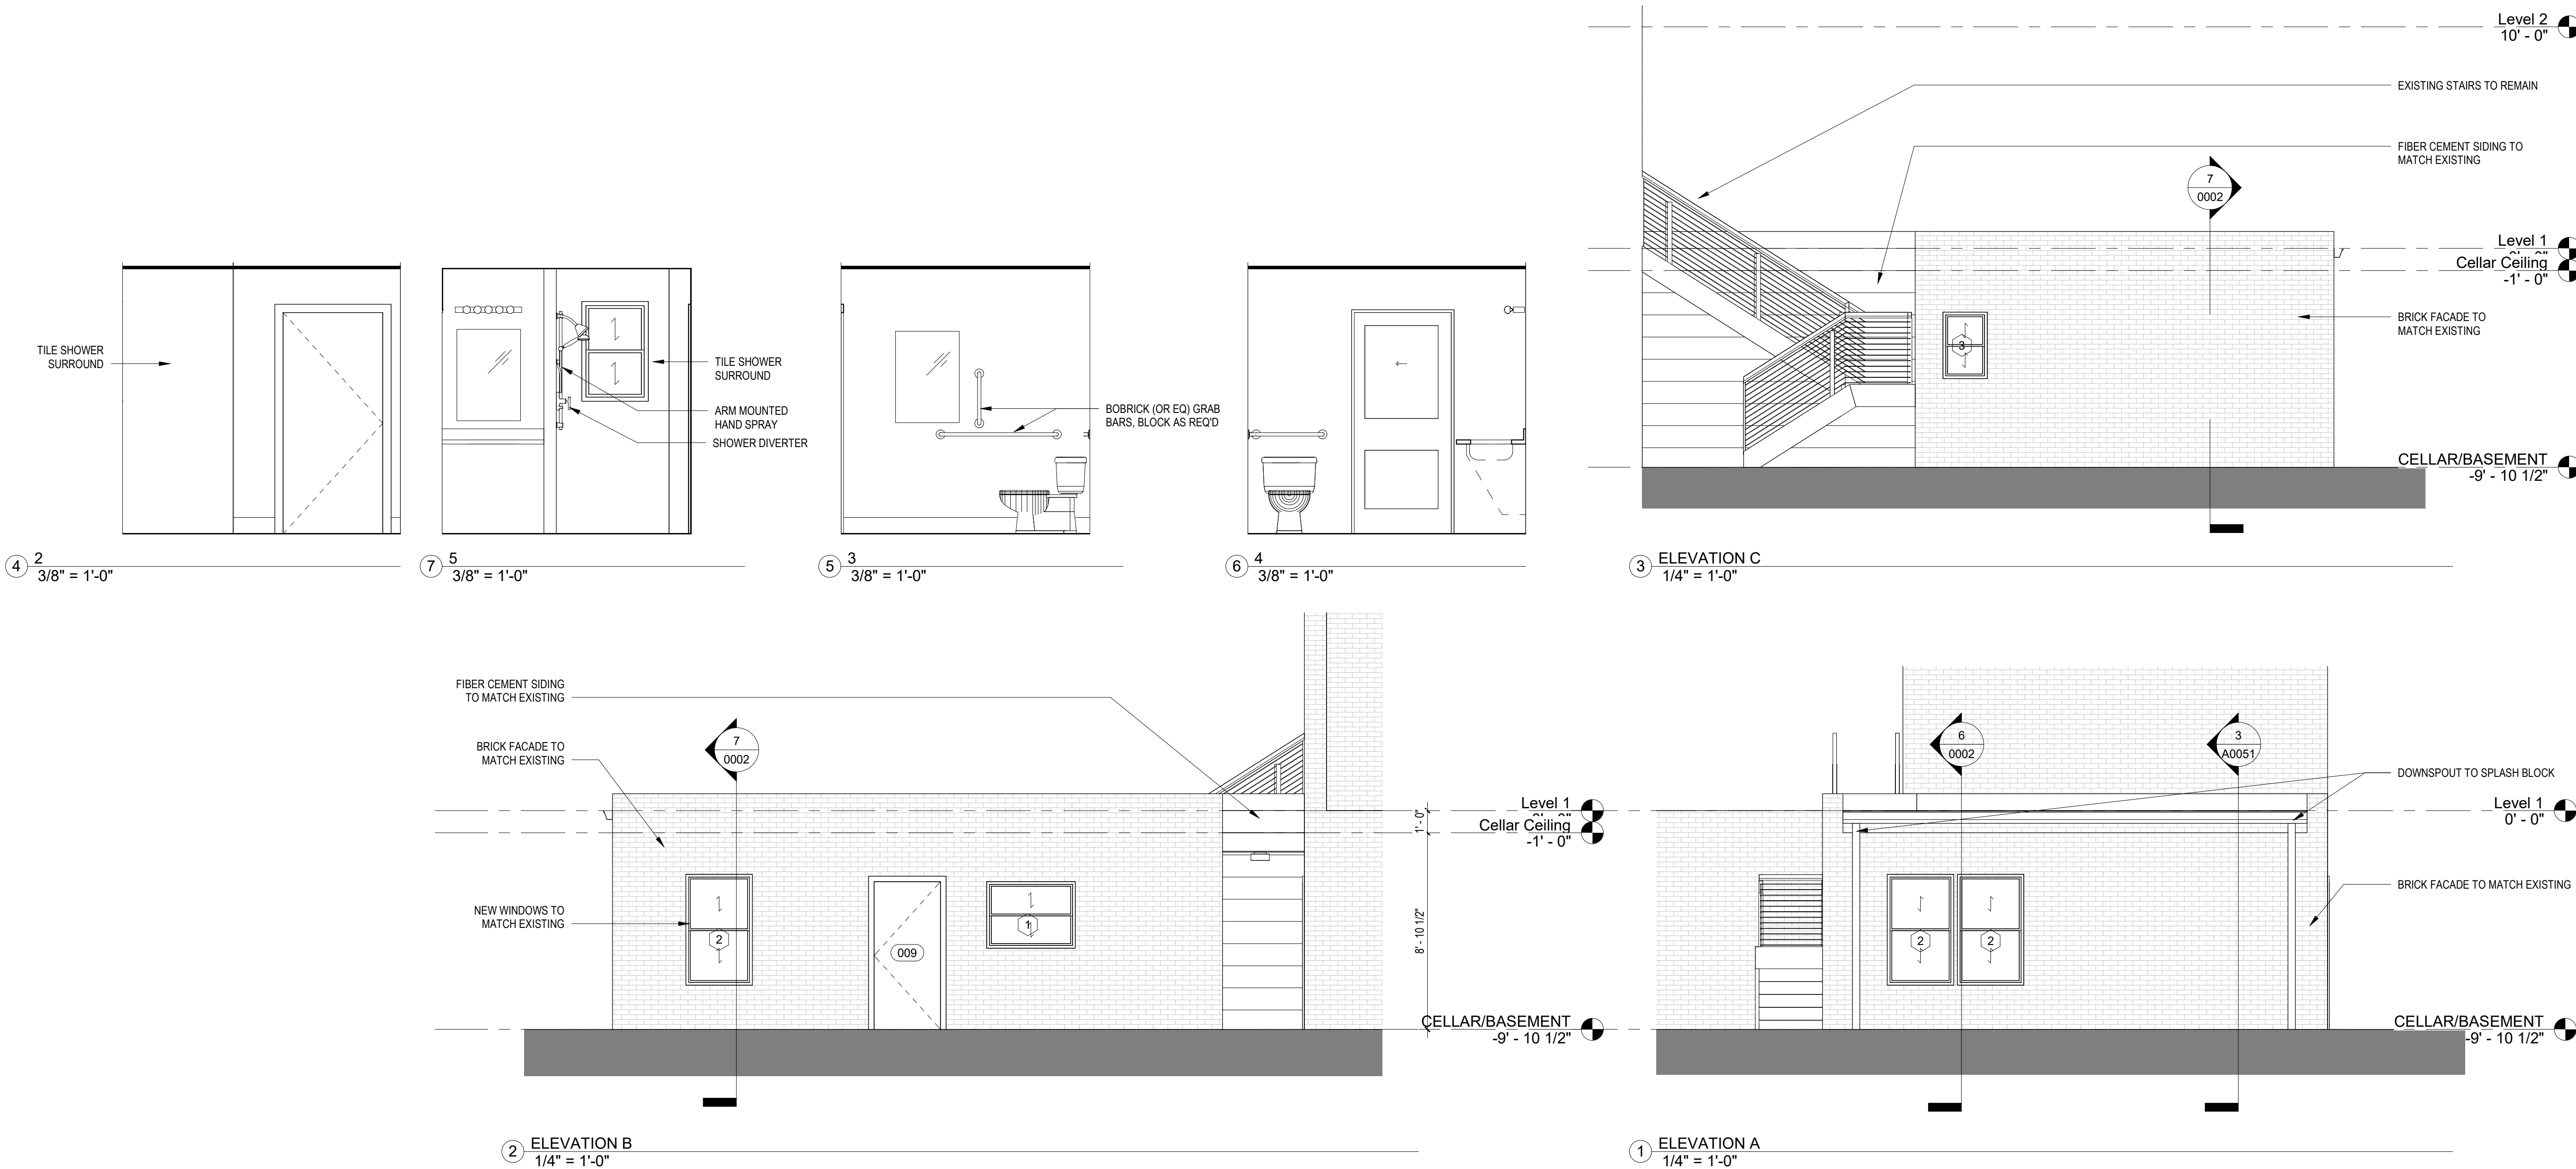 Level 2
10' - 0"
EXISTING STAIRS TO REMAIN
FIBER CEMENT SIDING TO
MATCH EXISTING
7
0002
Level 1
Cellar Ceiling
-1' - 0"
3
BRICK FACADE TO
MATCH EXISTING
CELLAR/BASEMENT
-9' - 10 1/2"
3
ELEVATION C
1/4" = 1'-0"
TILE SHOWER
SURROUND
4
2
3/8" = 1'-0"
TILE SHOWER
SURROUND
ARM MOUNTED
HAND SPRAY
SHOWER DIVERTER
7
5
3/8" = 1'-0"
BOBRICK (OR EQ) GRAB
BARS, BLOCK AS REQ'D
5
3
3/8" = 1'-0"
6
4
3/8" = 1'-0"
FIBER CEMENT SIDING
TO MATCH EXISTING
BRICK FACADE TO
MATCH EXISTING
7
0002
NEW WINDOWS TO
MATCH EXISTING
2
009
1
1' - 0"
8' - 10 1/2"
Level 1
Cellar Ceiling
-1' - 0"
CELLAR/BASEMENT
-9' - 10 1/2"
2
ELEVATION B
1/4" = 1'-0"
6
0002
3
A0051
DOWNSPOUT TO SPLASH BLOCK
Level 1
0' - 0"
BRICK FACADE TO MATCH EXISTING
2
2
CELLAR/BASEMENT
-9' - 10 1/2"
1
ELEVATION A
1/4" = 1'-0"